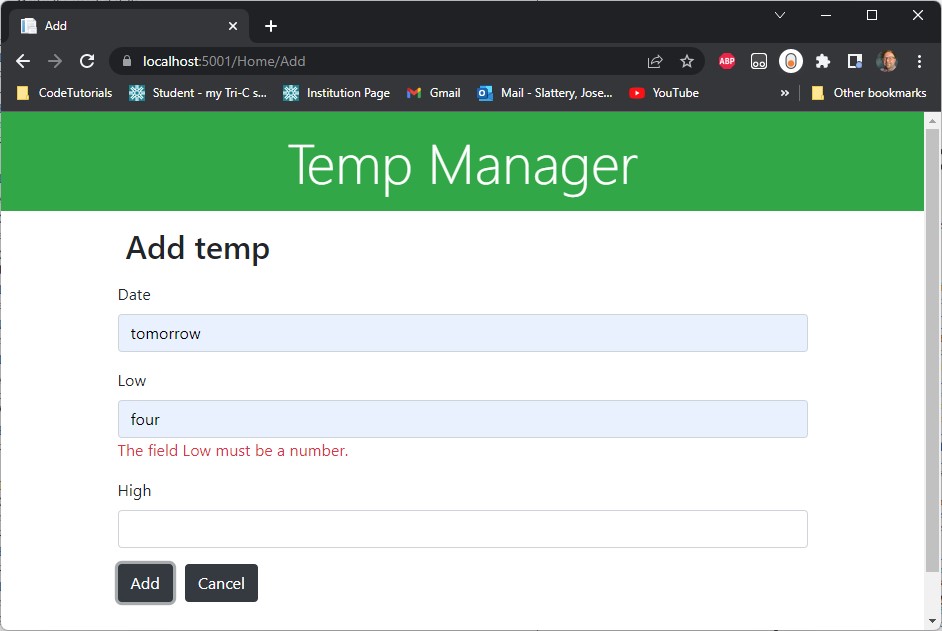 Add
localhost:5001/Home/Add
ABP
CodeTutorials Student - my Tri-C s... Institution Page Gmail Mail - Slattery, Jose... YouTube » Other bookmarks
Temp Manager
Add temp
Date
tomorrow
Low
four
The field Low must be a number.
High
Add Cancel